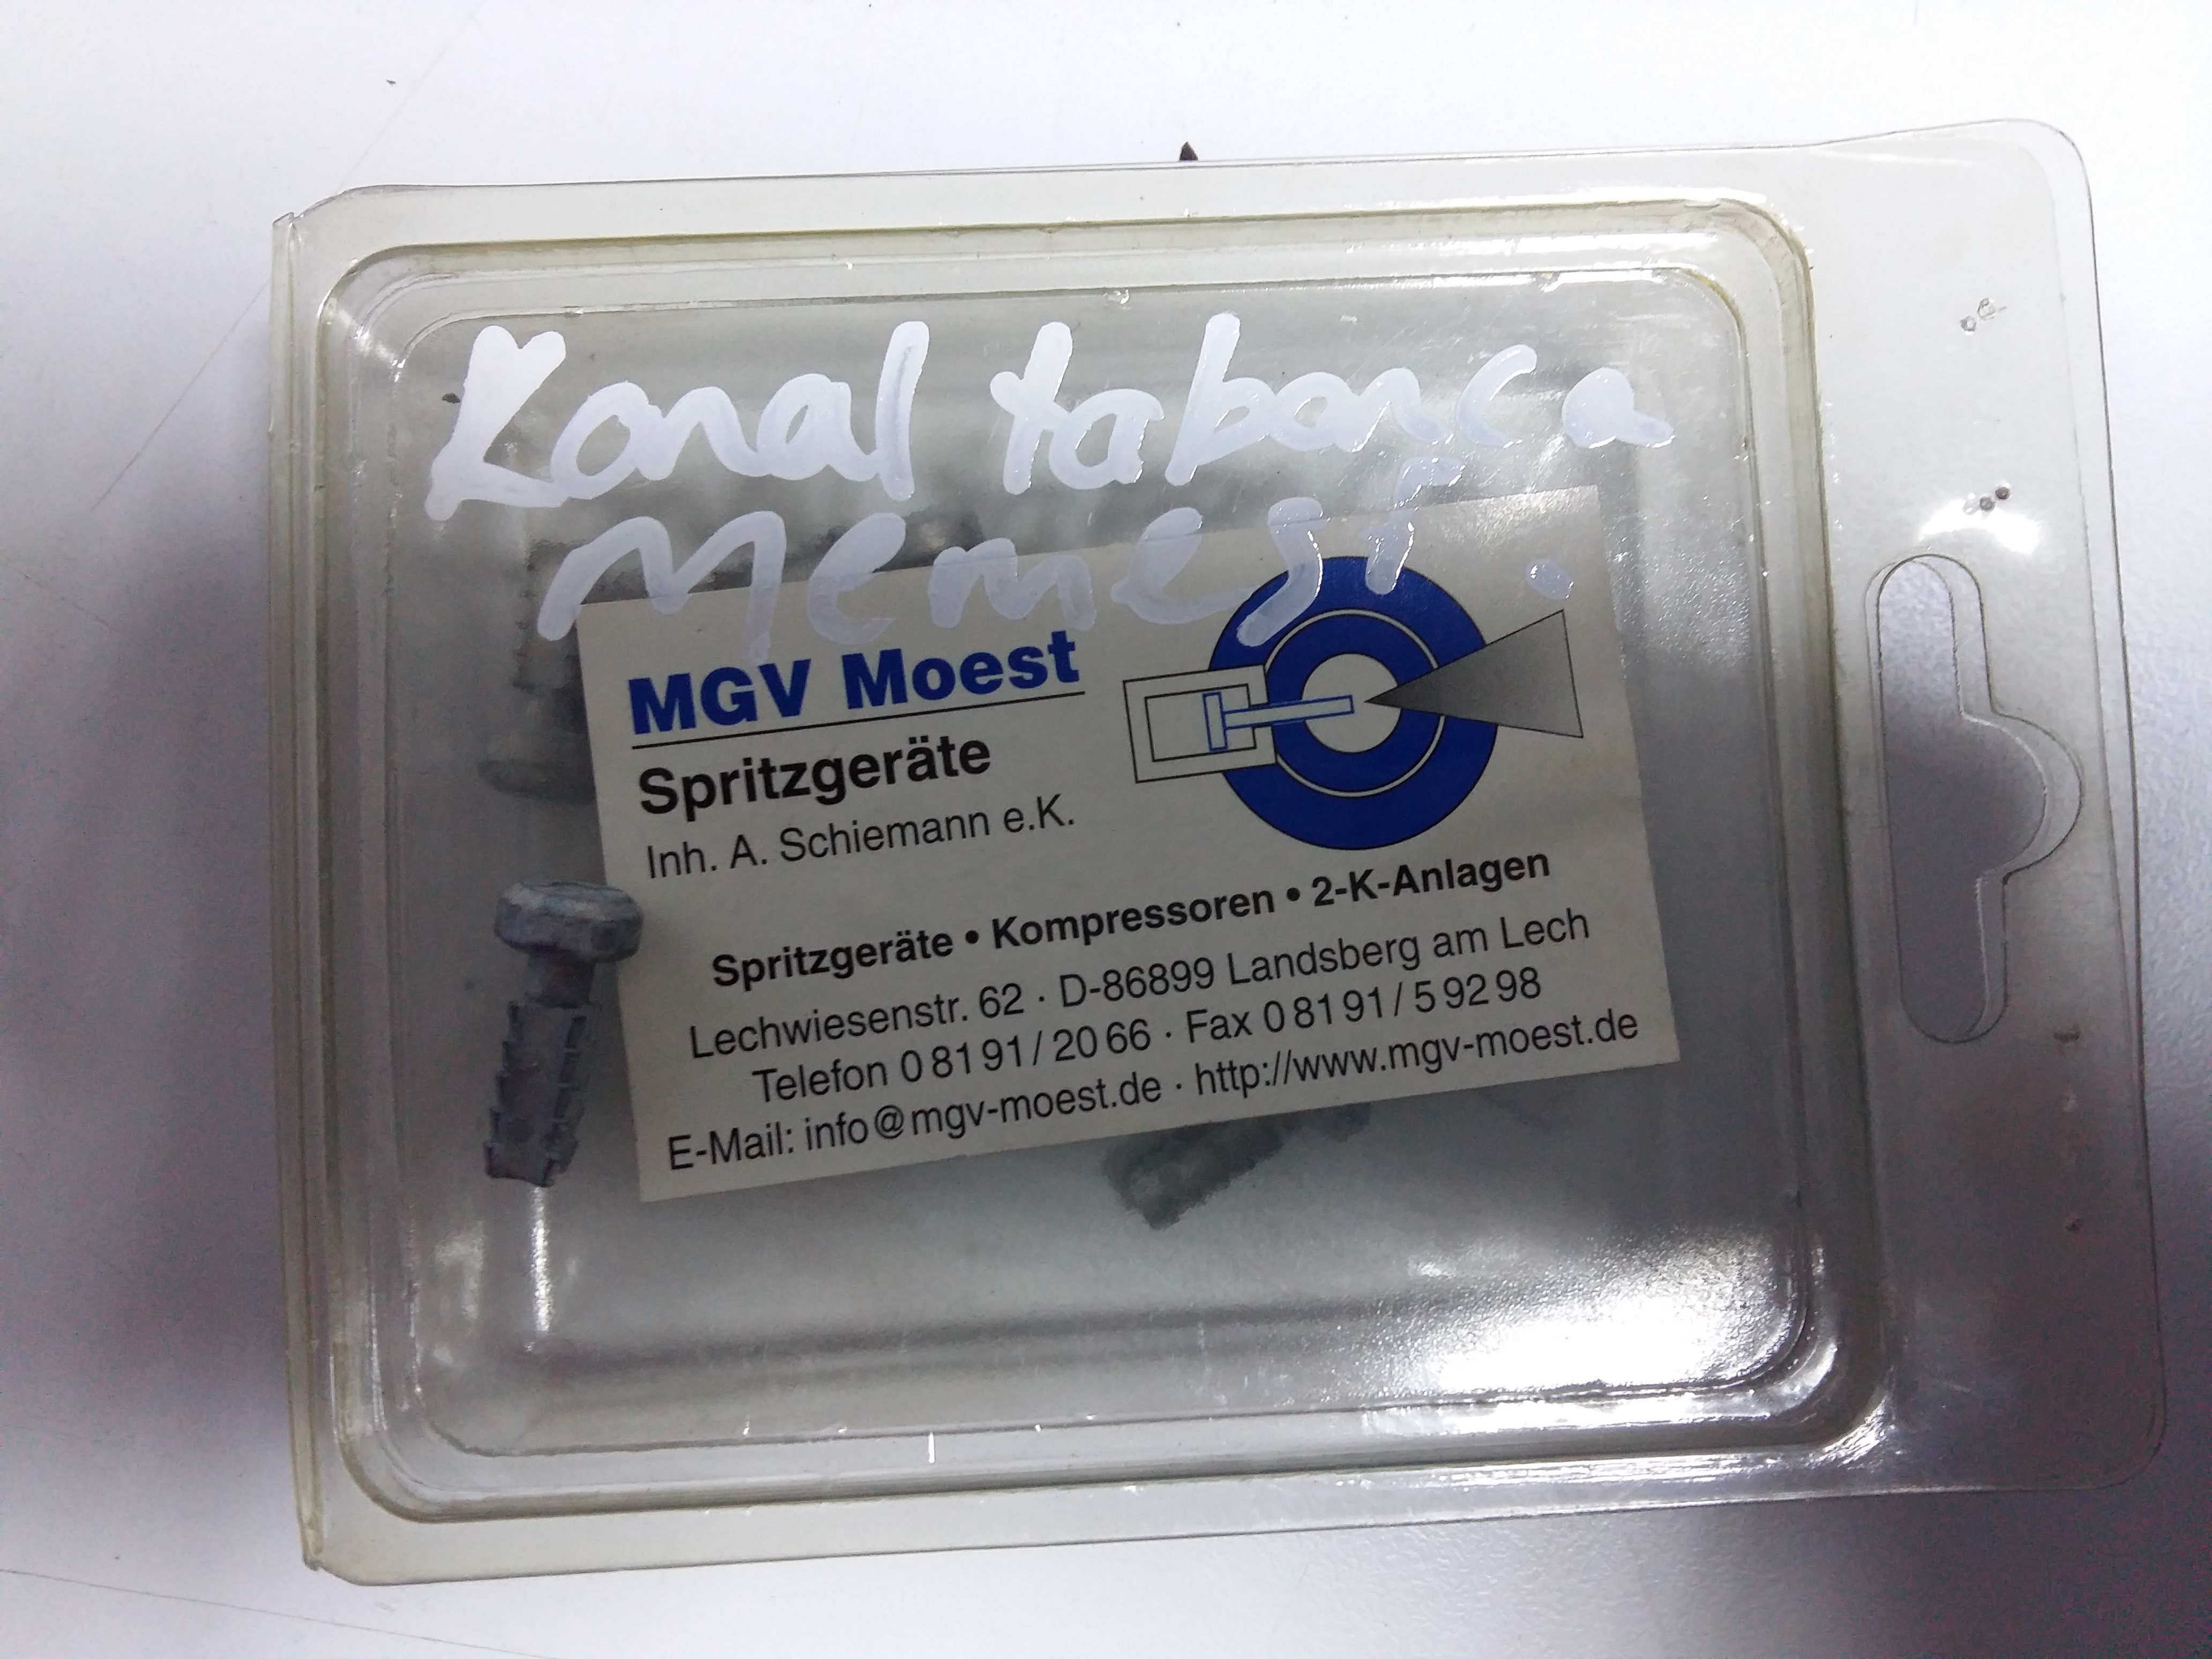 Kanal tabanca
Memesi.
MGV Moest
Spritzgeräte
Inh. A. Schiemann e.K.
Spritzgeräte • Kompressoren • 2-K-Anlagen
Lechwiesenstr. 62 · D-86899 Landsberg am Lech
Telefon 0 81 91 / 20 66 · Fax 0 81 91 / 5 92 98
E-Mail: info@mgv-moest.de · http://www.mgv-moest.de